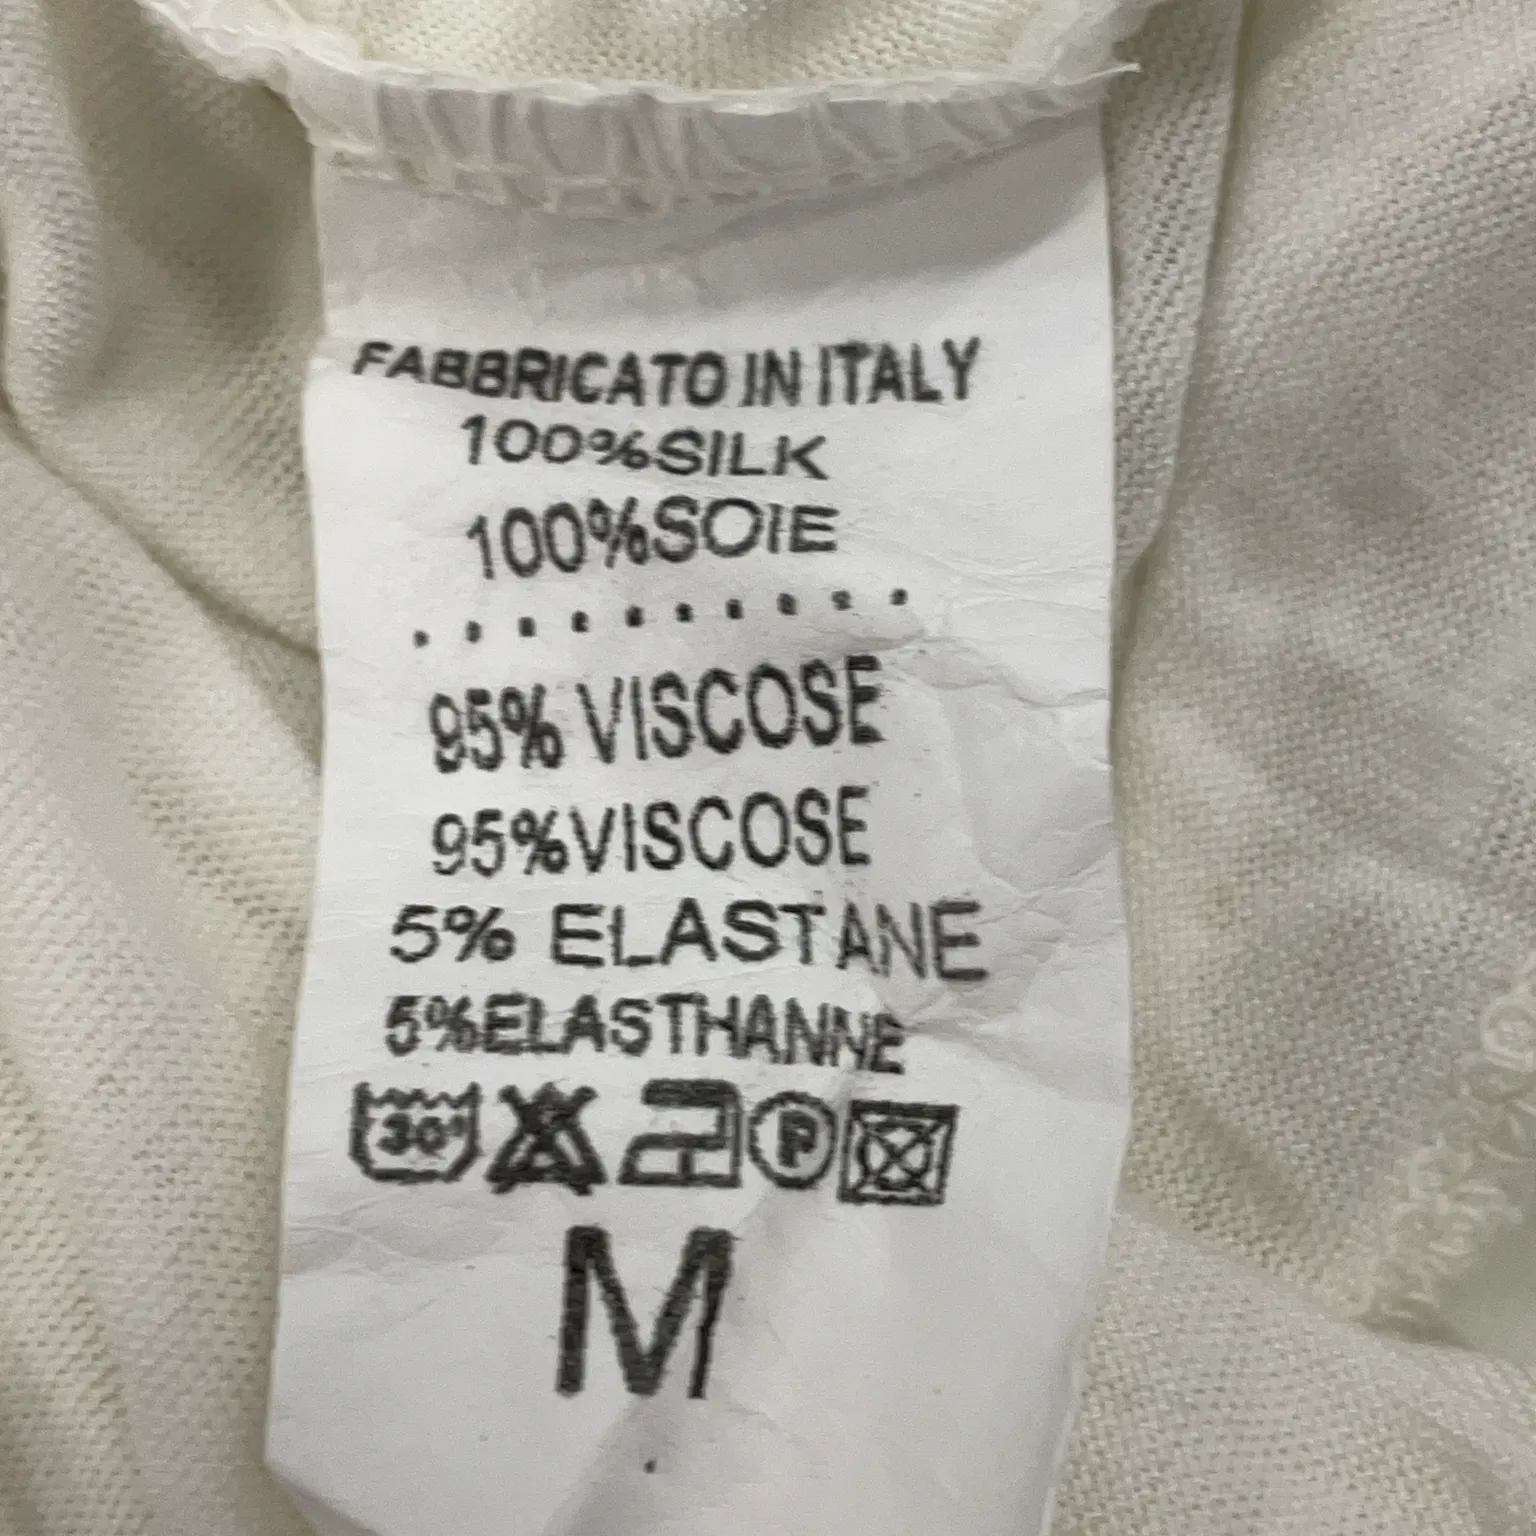 FABBRICATO IN ITALY
100%SILK
100%SOIE
. . . . . . . . . .
95% VISCOSE
95%VISCOSE
5% ELASTANE
5%ELASTHANNE
30° P
M